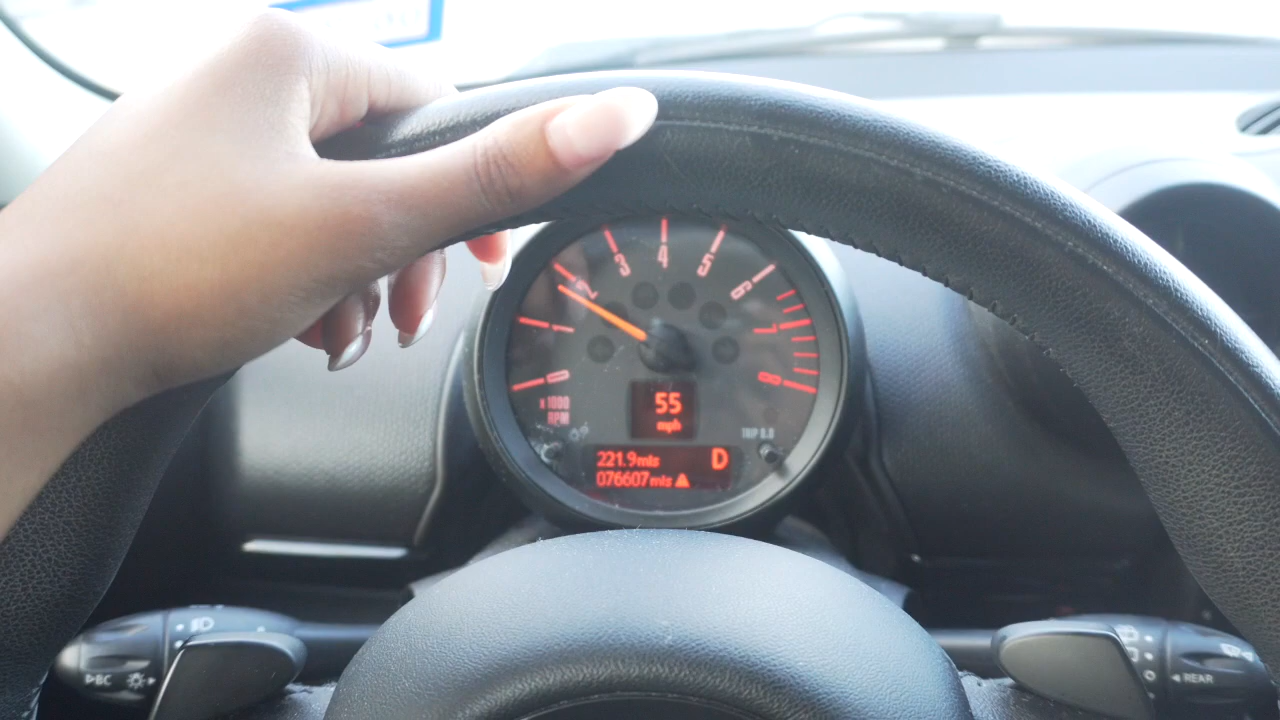 0
1
2
3
4
5
6
7
8
x1000
RPM
55
mph
TRIP 0.0
221.9mls D
076607mls
BC
REAR